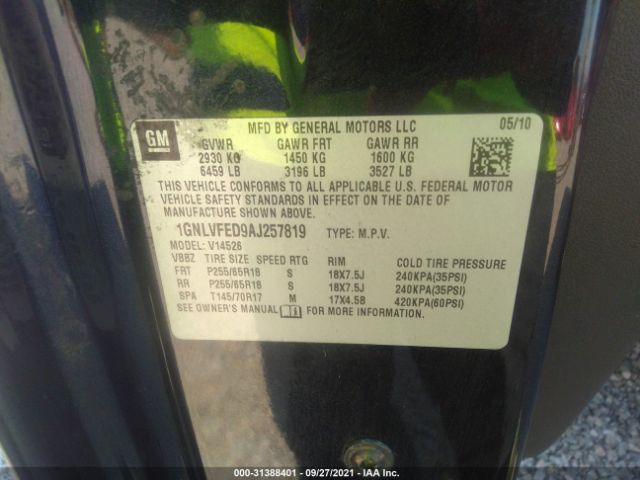 GM
MFD BY GENERAL MOTORS LLC 05/10
GVWR GAWR FRT GAWR RR
2930 KG 1450 KG 1600 KG
6459 LB 3196 LB 3527 LB
THIS VEHICLE CONFORMS TO ALL APPLICABLE U.S. FEDERAL MOTOR
VEHICLE SAFETY STANDARDS IN EFFECT ON THE DATE OF
MANUFACTURE SHOWN ABOVE.
1GNLVFED9AJ257819 TYPE: M.P.V.
MODEL: V14526
VBBZ TIRE SIZE SPEED RTG RIM COLD TIRE PRESSURE
FRT P255/65R18 S 18X7.5J 240KPA(35PSI)
RR P255/65R18 S 18X7.5J 240KPA(35PSI)
SPA T145/70R17 M 17X4.5B 420KPA(60PSI)
SEE OWNER'S MANUAL FOR MORE INFORMATION.
000-31388401 - 09/27/2021 - IAA Inc.